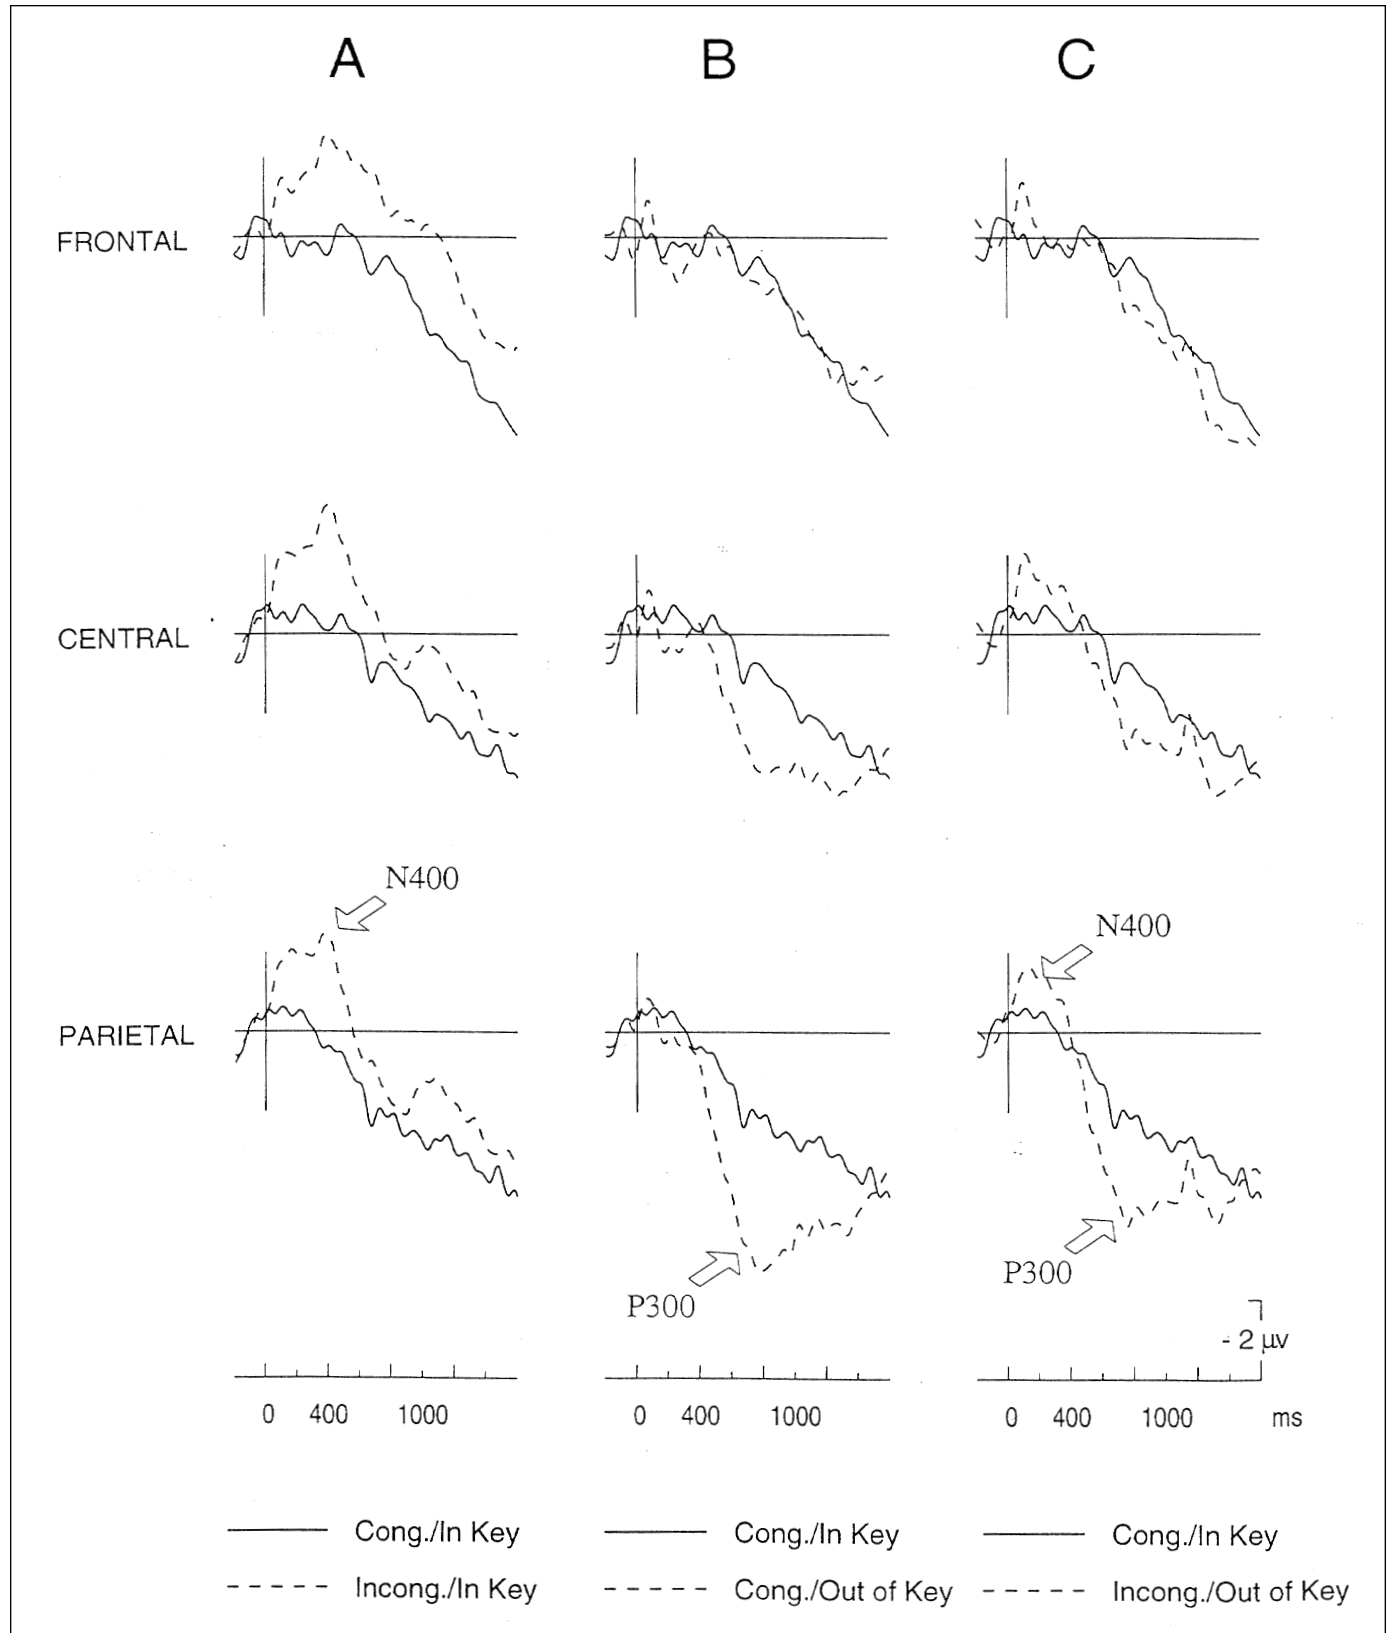 A B C
FRONTAL
CENTRAL
N400
N400
PARIETAL
P300
P300
- 2 µv
0 400 1000 0 400 1000 0 400 1000 ms
Cong./In Key Cong./In Key Cong./In Key
Incong./In Key Cong./Out of Key Incong./Out of Key